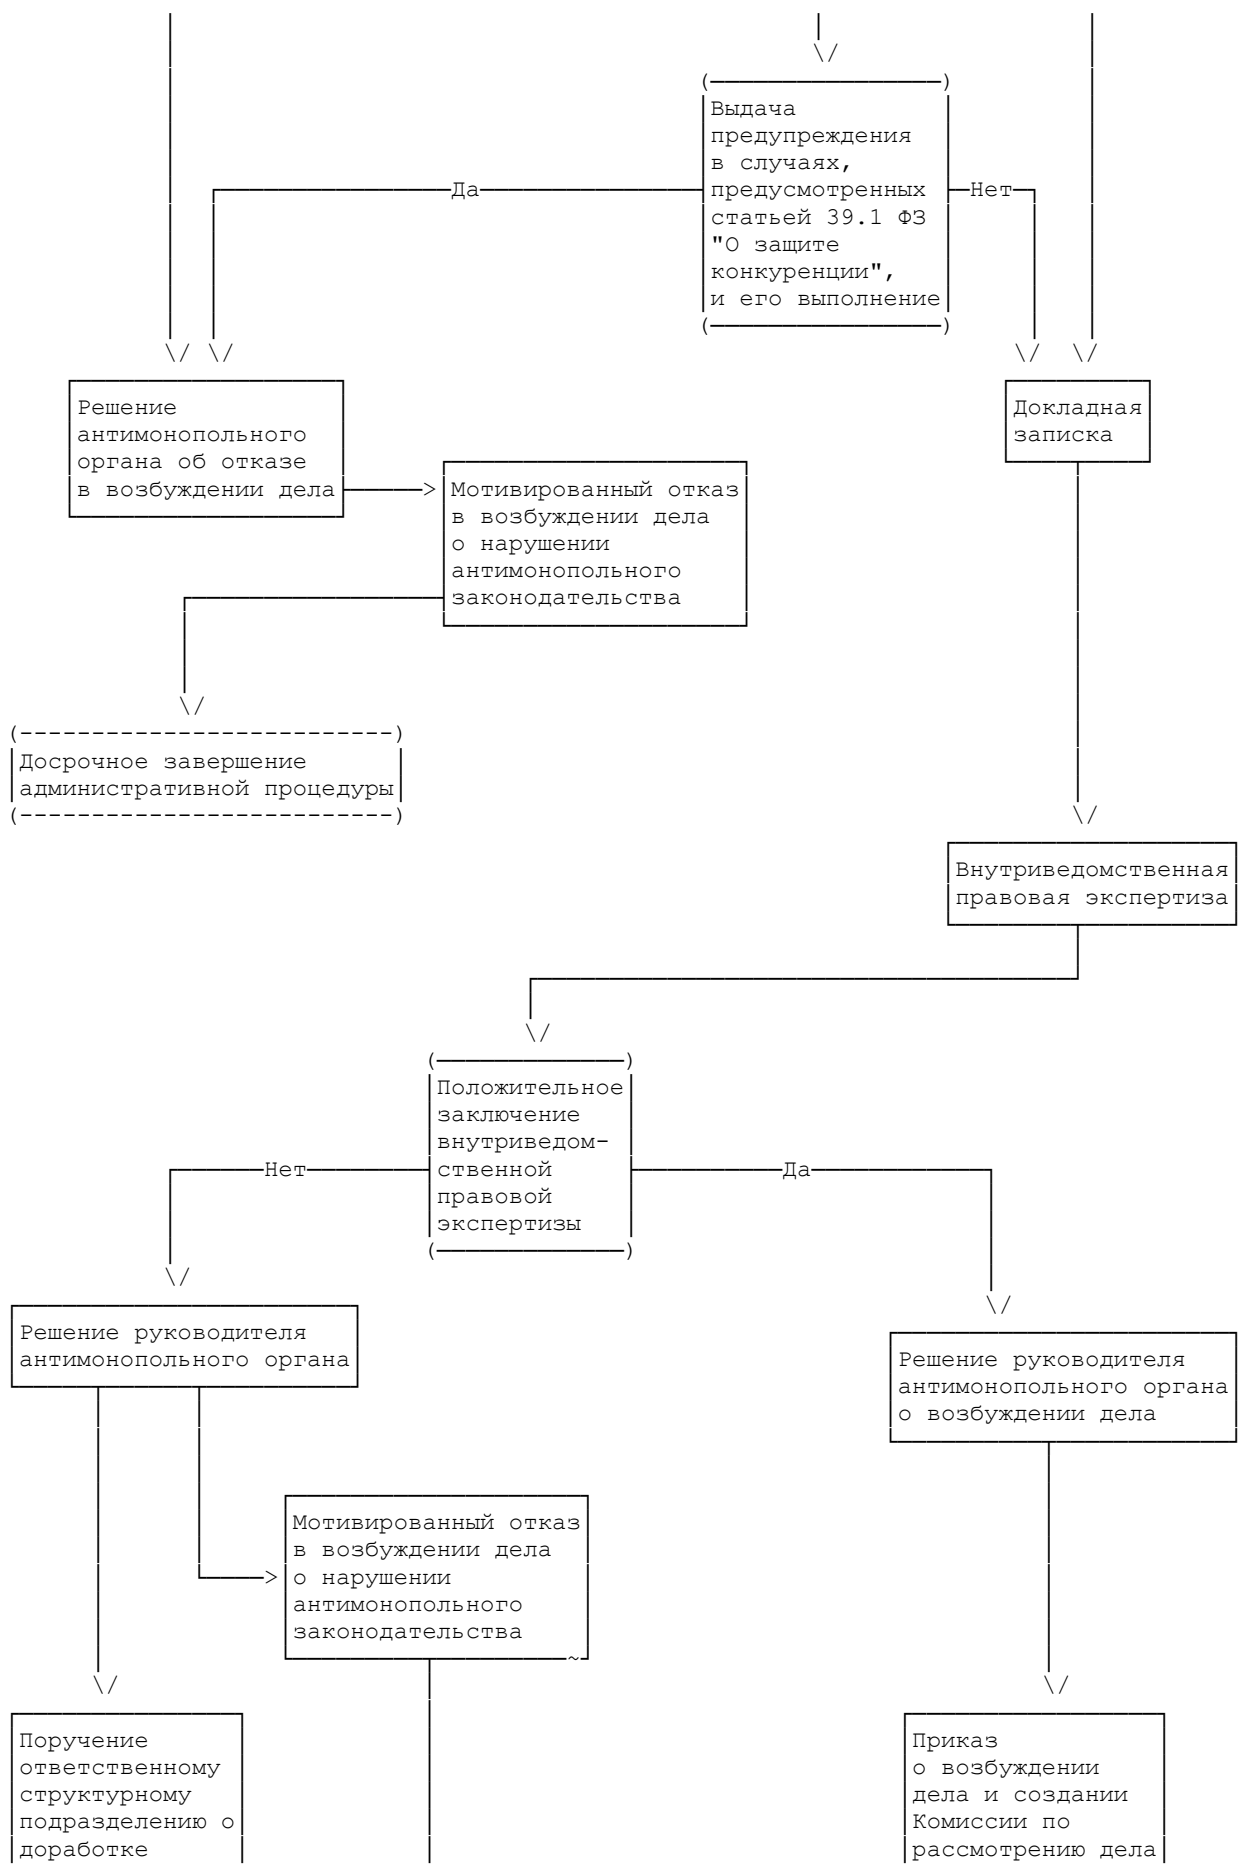 Выдача
предупреждения
в случаях,
Да
предусмотренных
Нет
статьей 39.1 ФЗ
"О защите
конкуренции",
и его выполнение
Решение
антимонопольного
органа об отказе
в возбуждении дела
Докладная
записка
Мотивированный отказ
в возбуждении дела
о нарушении
антимонопольного
законодательства
Досрочное завершение
административной процедуры
Внутриведомственная
правовая экспертиза
Положительное
заключение
внутриведом-
Нет
ственной
Да
правовой
экспертизы
Решение руководителя
антимонопольного органа
Решение руководителя
антимонопольного органа
о возбуждении дела
Мотивированный отказ
в возбуждении дела
о нарушении
антимонопольного
законодательства
Поручение
ответственному
структурному
подразделению о
доработке
Приказ
о возбуждении
дела и создании
Комиссии по
рассмотрению дела